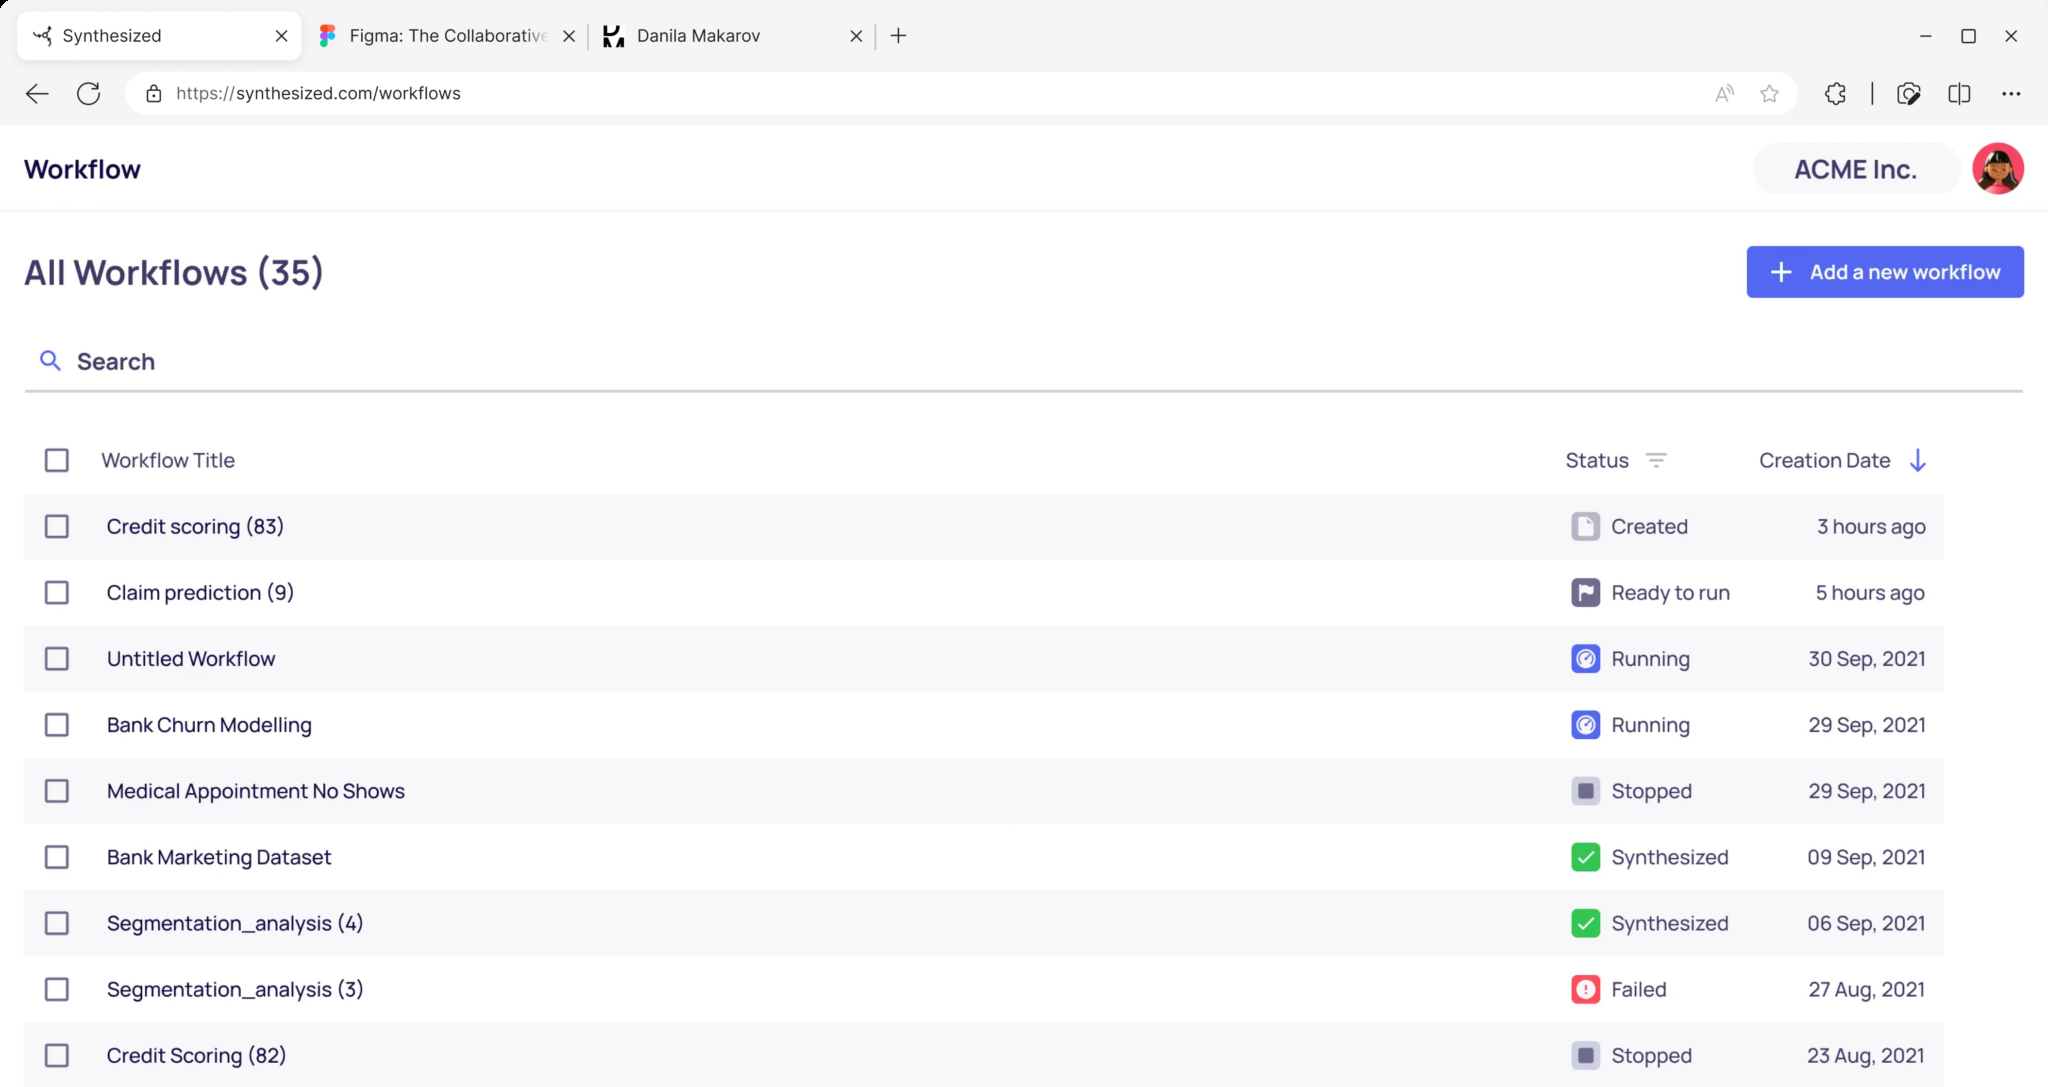 Synthesized
Figma: The Collaborative
Danila Makarov
https://synthesized.com/workflows
Workflow
ACME Inc.
All Workflows (35)
Add a new workflow
Search
Workflow Title Status Creation Date
Credit scoring (83) Created 3 hours ago
Claim prediction (9) Ready to run 5 hours ago
Untitled Workflow Running 30 Sep, 2021
Bank Churn Modelling Running 29 Sep, 2021
Medical Appointment No Shows Stopped 29 Sep, 2021
Bank Marketing Dataset Synthesized 09 Sep, 2021
Segmentation_analysis (4) Synthesized 06 Sep, 2021
Segmentation_analysis (3) Failed 27 Aug, 2021
Credit Scoring (82) Stopped 23 Aug, 2021